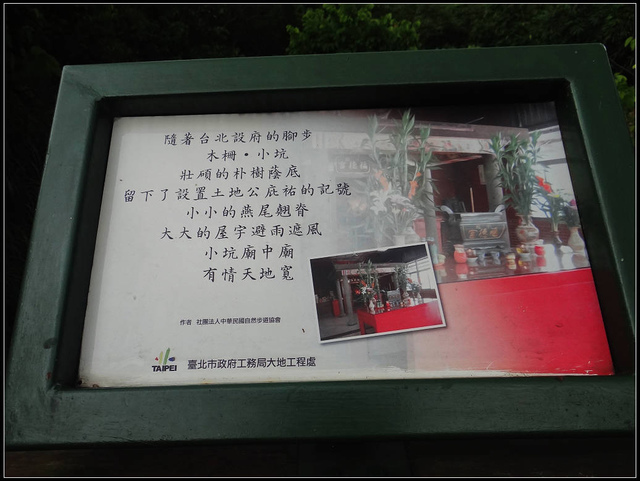 隨著台北設府的腳步
木柵・小坑
壯碩的朴樹蔭底
留下了設置土地公庇祐的記號
小小的燕尾翹脊
大大的屋宇避雨遮風
小坑廟中廟
有情天地寬
作者 社團法人中華民國自然步道協會
TAIPEI 臺北市政府工務局大地工程處